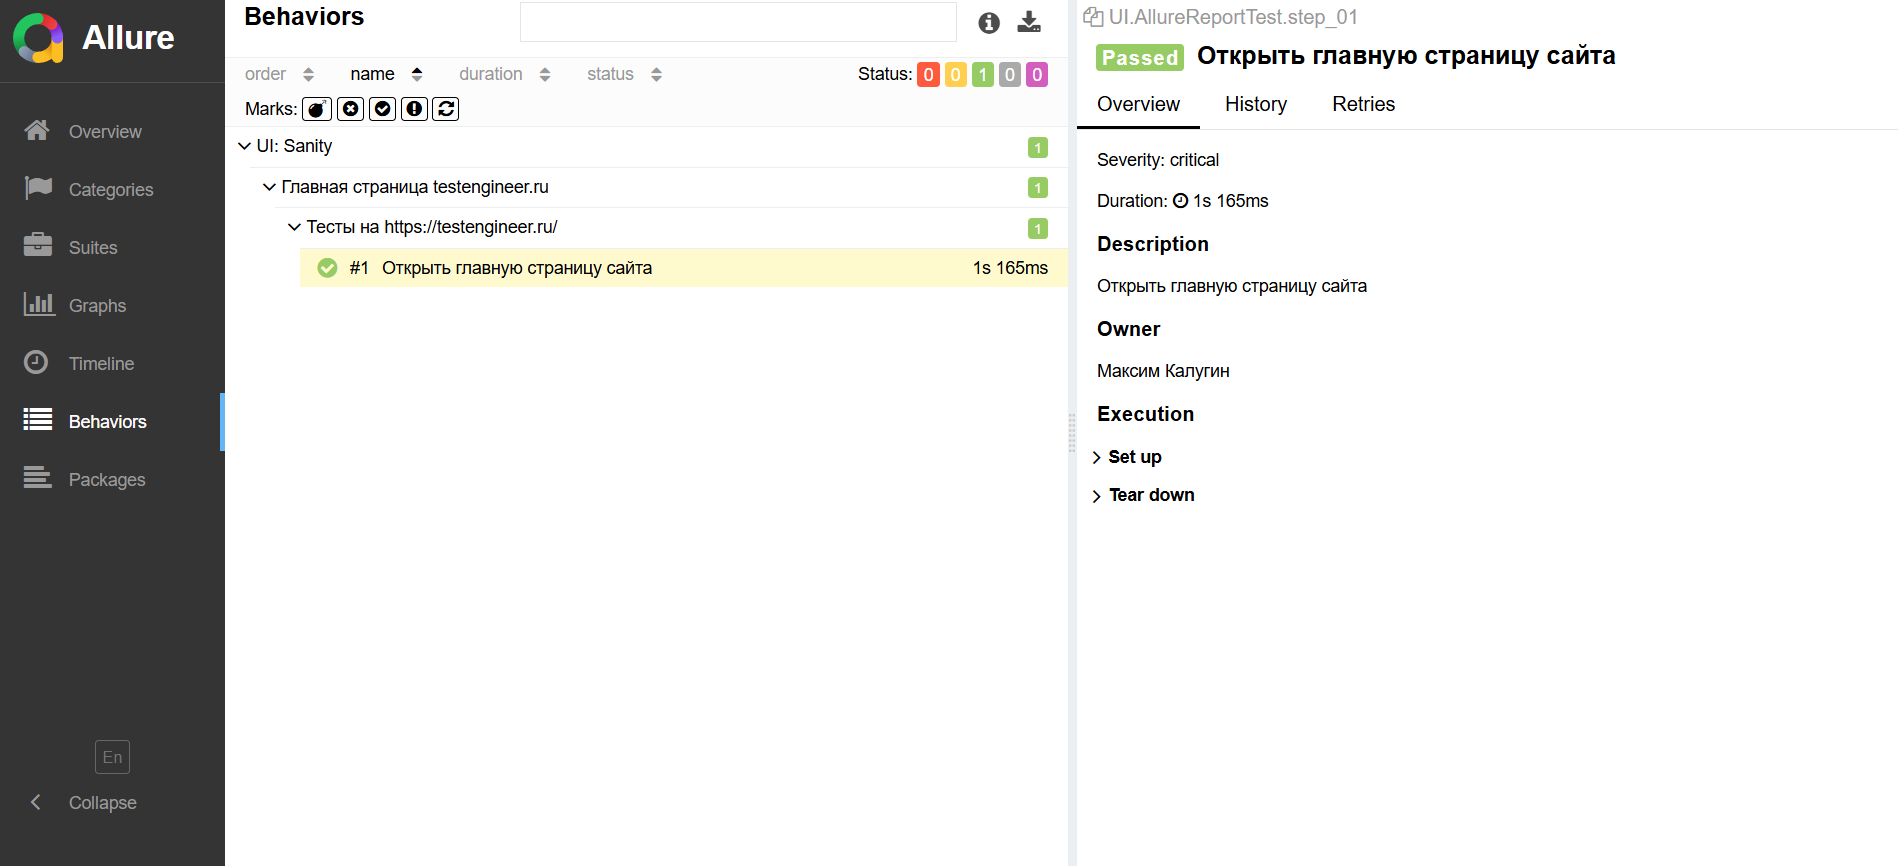 Allure
Overview
Categories
Suites
Graphs
Timeline
Behaviors
Packages
En
Collapse
Behaviors
order name duration status Status: 0 0 1 0 0
Marks:
UI: Sanity 1
Главная страница testengineer.ru 1
Тесты на https://testengineer.ru/ 1
#1 Открыть главную страницу сайта 1s 165ms
UI.AllureReportTest.step_01
Passed Открыть главную страницу сайта
Overview History Retries
Severity: critical
Duration: 1s 165ms
Description
Открыть главную страницу сайта
Owner
Максим Калугин
Execution
Set up
Tear down